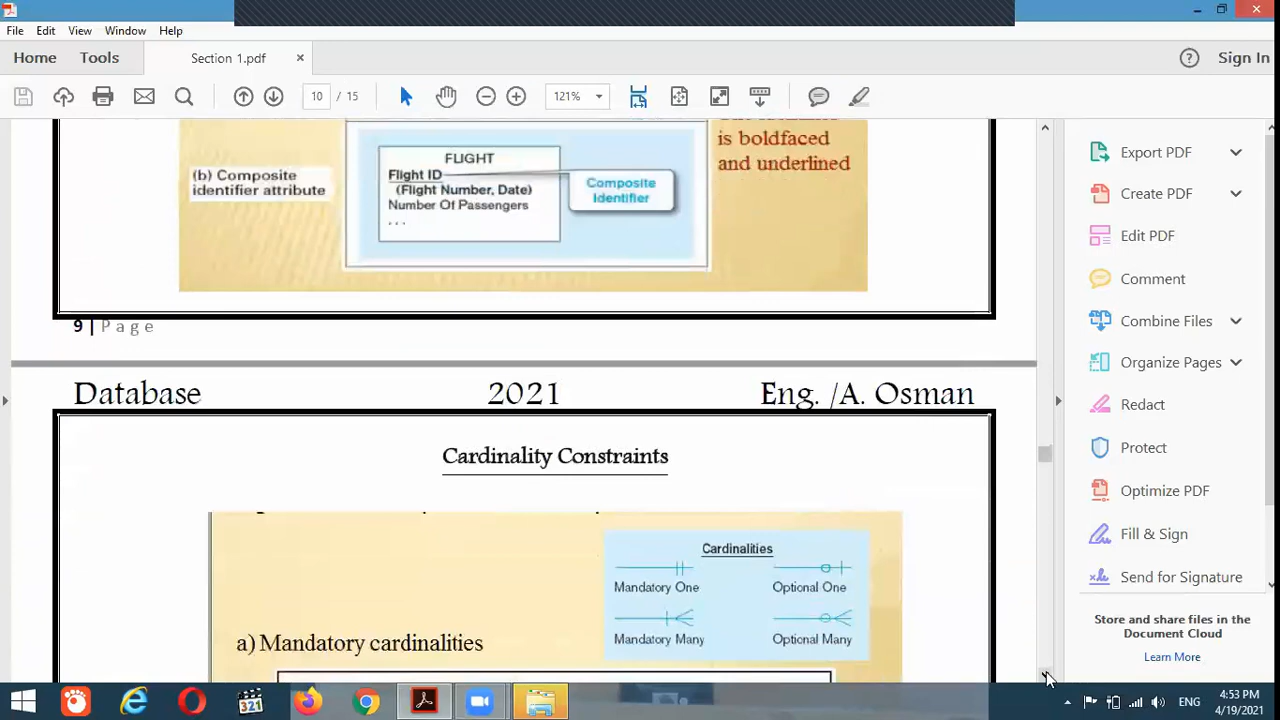 File Edit View Window Help
Home Tools Section 1.pdf × ? Sign In
10 / 15 121%
is boldfaced
and underlined
(b) Composite
identifier attribute
FLIGHT
Flight ID
(Flight Number, Date)
Number Of Passengers
. . .
Composite
Identifier
9 | Page
Database 2021 Eng. /A. Osman
Cardinality Constraints
Cardinalities
Mandatory One Optional One
Mandatory Many Optional Many
a) Mandatory cardinalities
Export PDF
Create PDF
Edit PDF
Comment
Combine Files
Organize Pages
Redact
Protect
Optimize PDF
Fill & Sign
Send for Signature
Store and share files in the
Document Cloud
Learn More
321
ENG
4:53 PM
4/19/2021